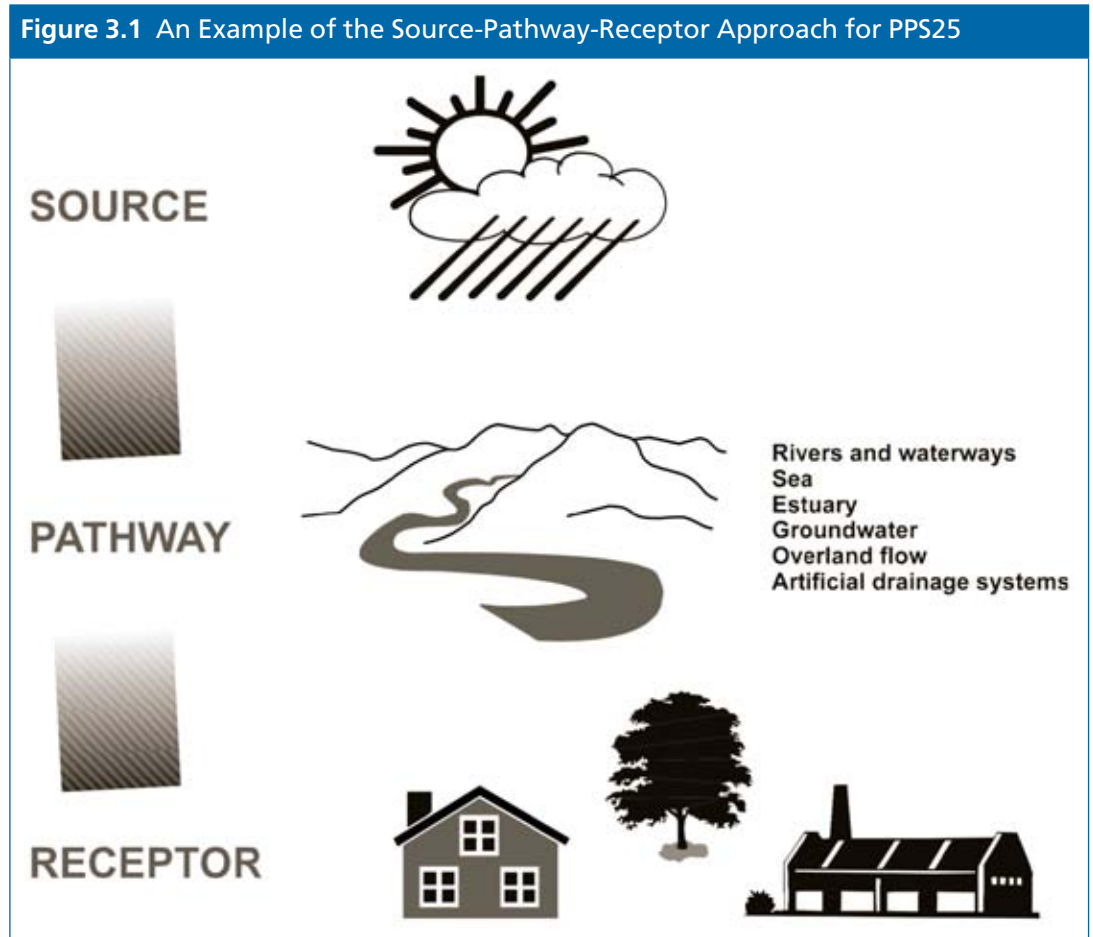 Figure 3.1 An Example of the Source-Pathway-Receptor Approach for PPS25
SOURCE
PATHWAY
Rivers and waterways
Sea
Estuary
Groundwater
Overland flow
Artificial drainage systems
RECEPTOR